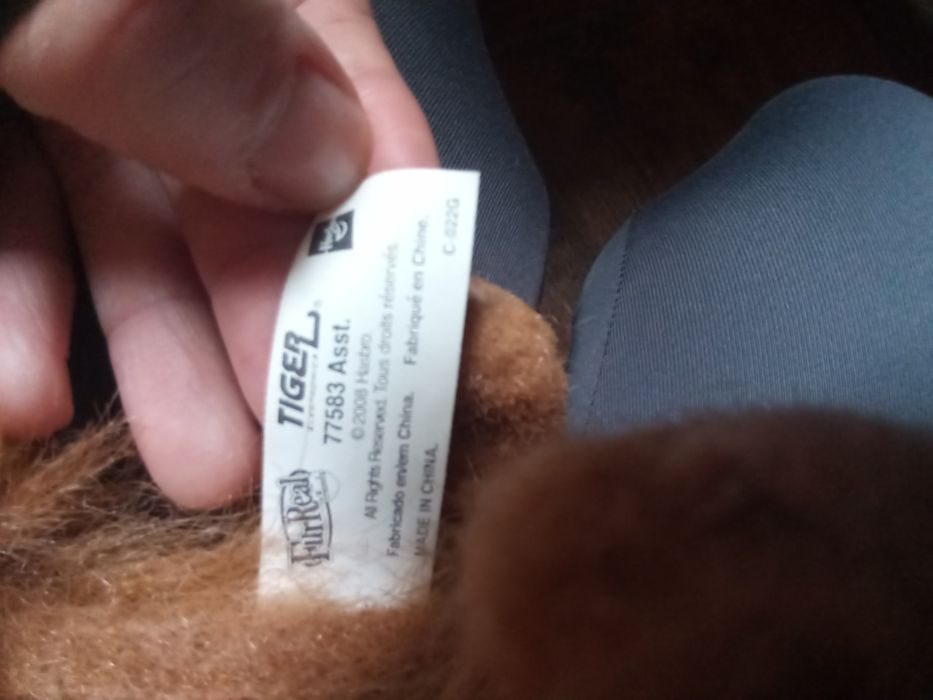 FurReal TIGER
ELECTRONICS
77583 Asst.
©2008 Hasbro.
All Rights Reserved. Tous droits réservés.
Fabricado en/em China. Fabriqué en Chine.
MADE IN CHINA. C-022G